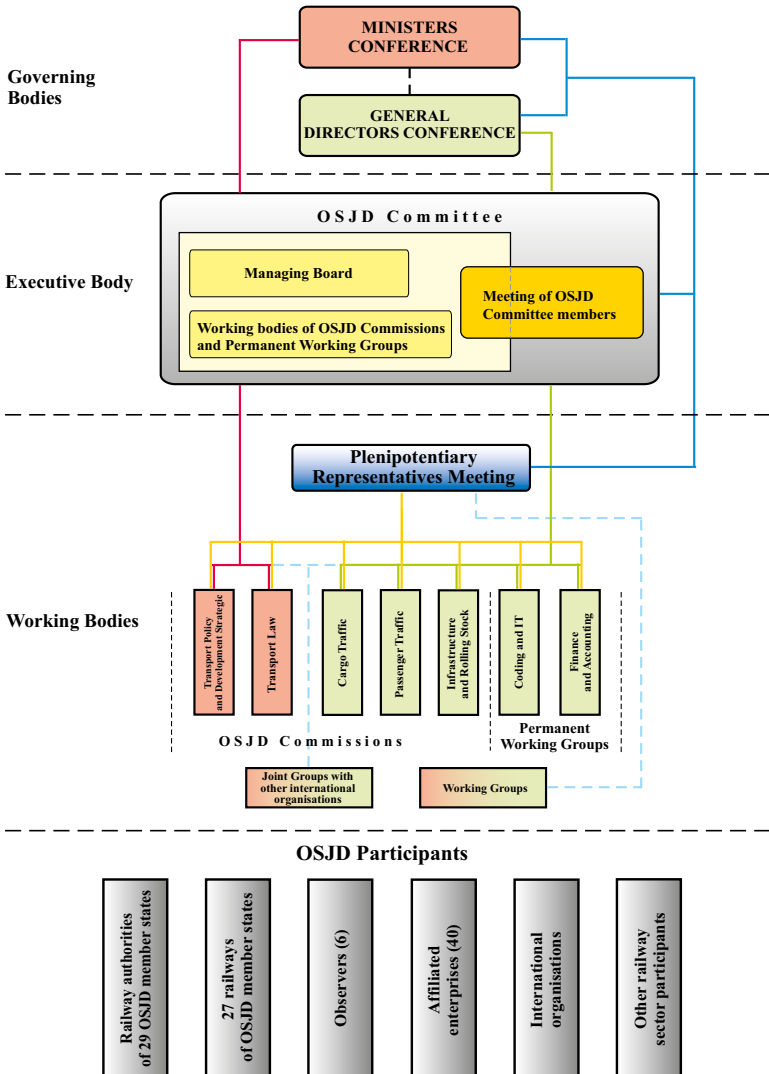 MINISTERS
CONFERENCE
Governing
Bodies
GENERAL
DIRECTORS CONFERENCE
OSJD Committee
Executive Body
Managing Board
Meeting of OSJD
Committee members
Working bodies of OSJD Commissions
and Permanent Working Groups
Plenipotentiary
Representatives Meeting
Working Bodies
Transport Policy
and Development Strategic
Transport Law
Cargo Traffic
Passenger Traffic
Infrastructure
and Rolling Stock
Coding and IT
Finance
and Accounting
OSJD Commissions
Permanent
Working Groups
Joint Groups with
other international
organisations
Working Groups
OSJD Participants
Railway authorities
of 29 OSJD member states
27 railways
of OSJD member states
Observers (6)
Affiliated
enterprises (40)
International
organisations
Other railway
sector participants